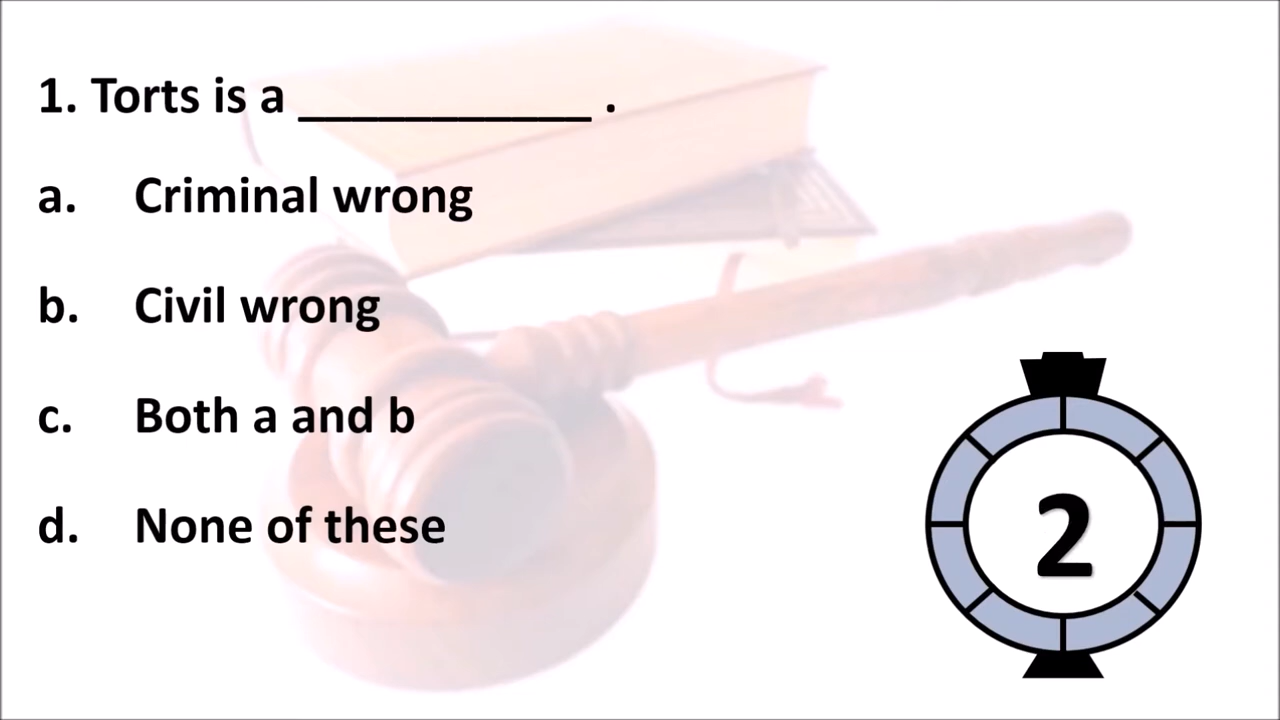 1. Torts is a ____________ .
a. Criminal wrong
b. Civil wrong
c. Both a and b
d. None of these
2